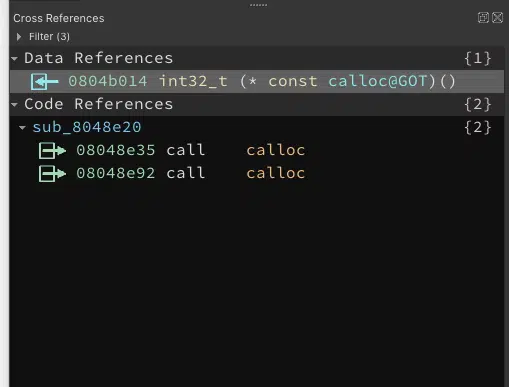 Cross References
Filter (3)
Data References {1}
0804b014 int32_t (* const calloc@GOT)()
Code References {2}
sub_8048e20 {2}
08048e35 call calloc
08048e92 call calloc